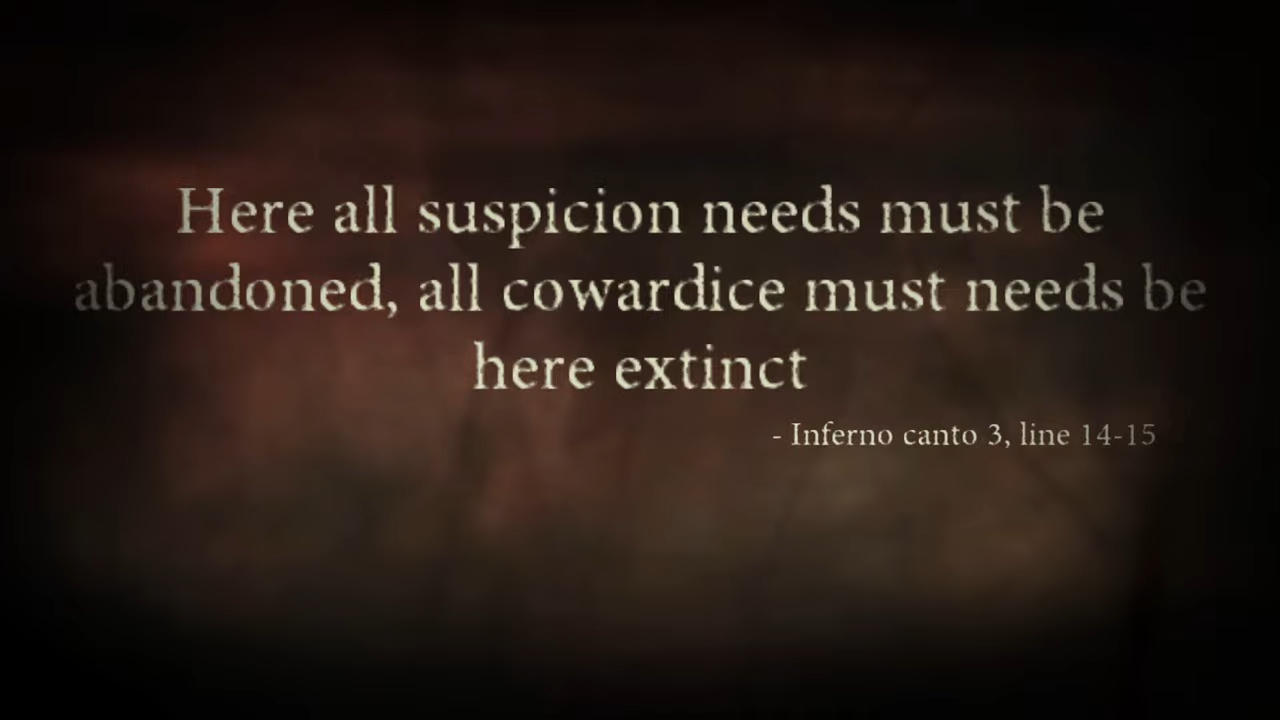 Here all suspicion needs must be
abandoned, all cowardice must needs be
here extinct
- Inferno canto 3, line 14-15